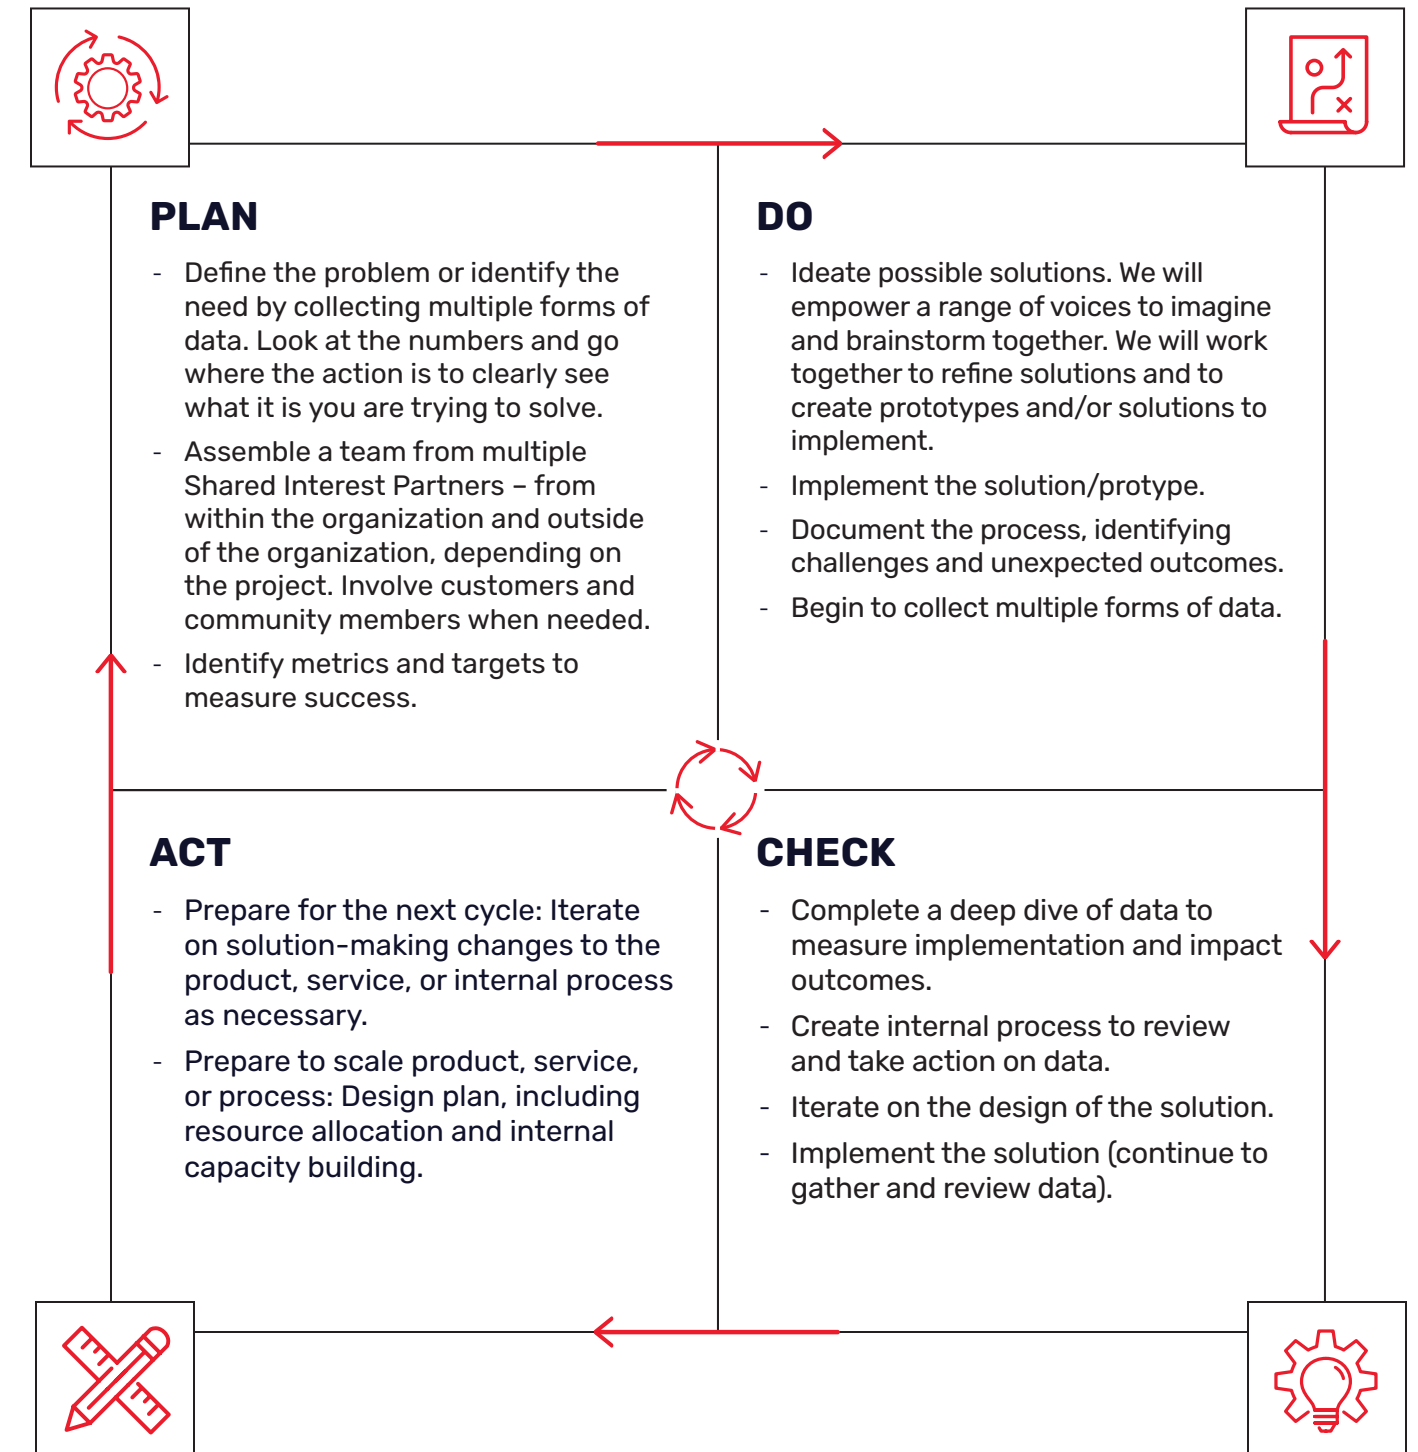 PLAN
- Define the problem or identify the
need by collecting multiple forms of
data. Look at the numbers and go
where the action is to clearly see
what it is you are trying to solve.
- Assemble a team from multiple
Shared Interest Partners – from
within the organization and outside
of the organization, depending on
the project. Involve customers and
community members when needed.
- Identify metrics and targets to
measure success.
DO
- Ideate possible solutions. We will
empower a range of voices to imagine
and brainstorm together. We will work
together to refine solutions and to
create prototypes and/or solutions to
implement.
- Implement the solution/protype.
- Document the process, identifying
challenges and unexpected outcomes.
- Begin to collect multiple forms of data.
ACT
- Prepare for the next cycle: Iterate
on solution-making changes to the
product, service, or internal process
as necessary.
- Prepare to scale product, service,
or process: Design plan, including
resource allocation and internal
capacity building.
CHECK
- Complete a deep dive of data to
measure implementation and impact
outcomes.
- Create internal process to review
and take action on data.
- Iterate on the design of the solution.
- Implement the solution (continue to
gather and review data).